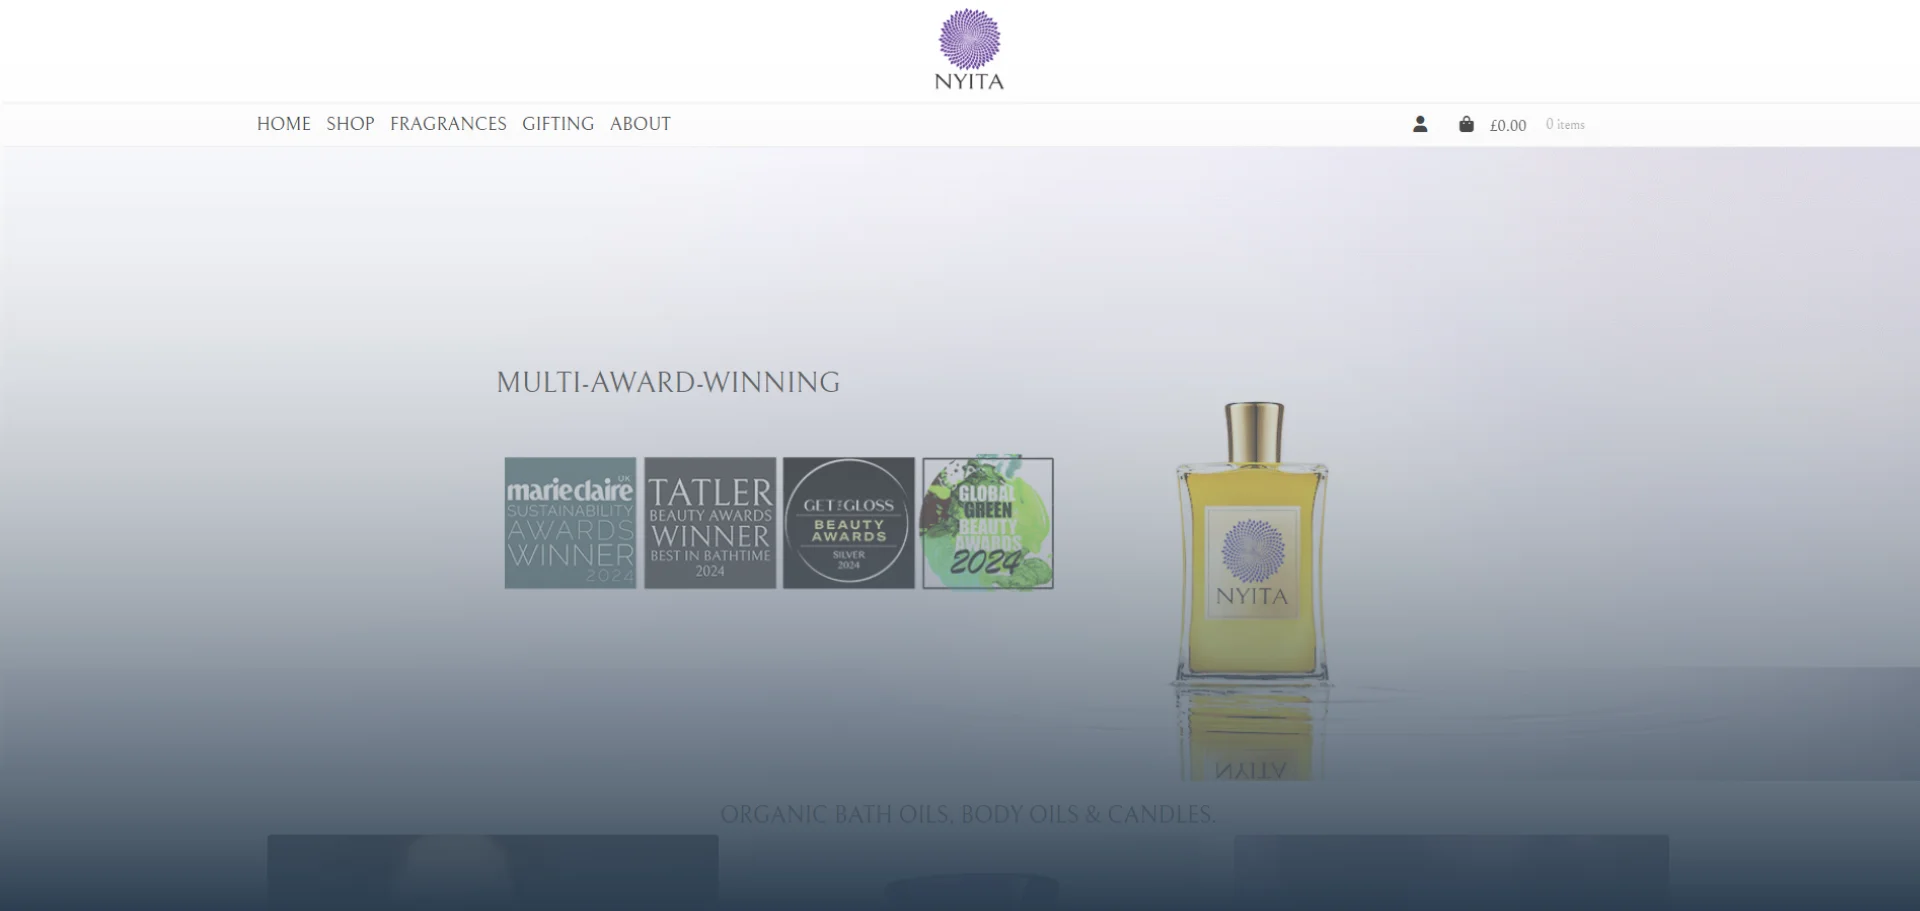 NYITA
HOME SHOP FRAGRANCES GIFTING ABOUT
£0.00 0 items
MULTI-AWARD-WINNING
marie claire UK
SUSTAINABILITY
AWARDS
WINNER
2024
TATLER
BEAUTY AWARDS
WINNER
BEST IN BATHTIME
2024
GET THE GLOSS
BEAUTY
AWARDS
SILVER
2024
GLOBAL
GREEN
BEAUTY
AWARDS
2024
NYITA
NYITA
ORGANIC BATH OILS, BODY OILS & CANDLES.